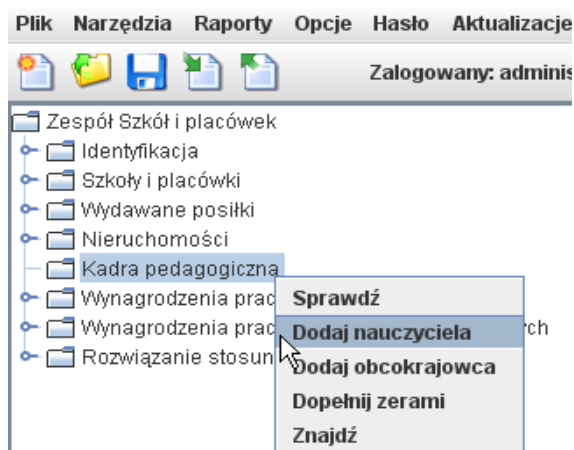 Plik Narzędzia Raporty Opcje Hasło Aktualizacje
Zalogowany: adminis
Zespół Szkół i placówek
Identyfikacja
Szkoły i placówki
Wydawane posiłki
Nieruchomości
Kadra pedagogiczna
Wynagrodzenia prac
Wynagrodzenia prac ch
Rozwiązanie stosun
Sprawdź
Dodaj nauczyciela
Dodaj obcokrajowca
Dopełnij zerami
Znajdź